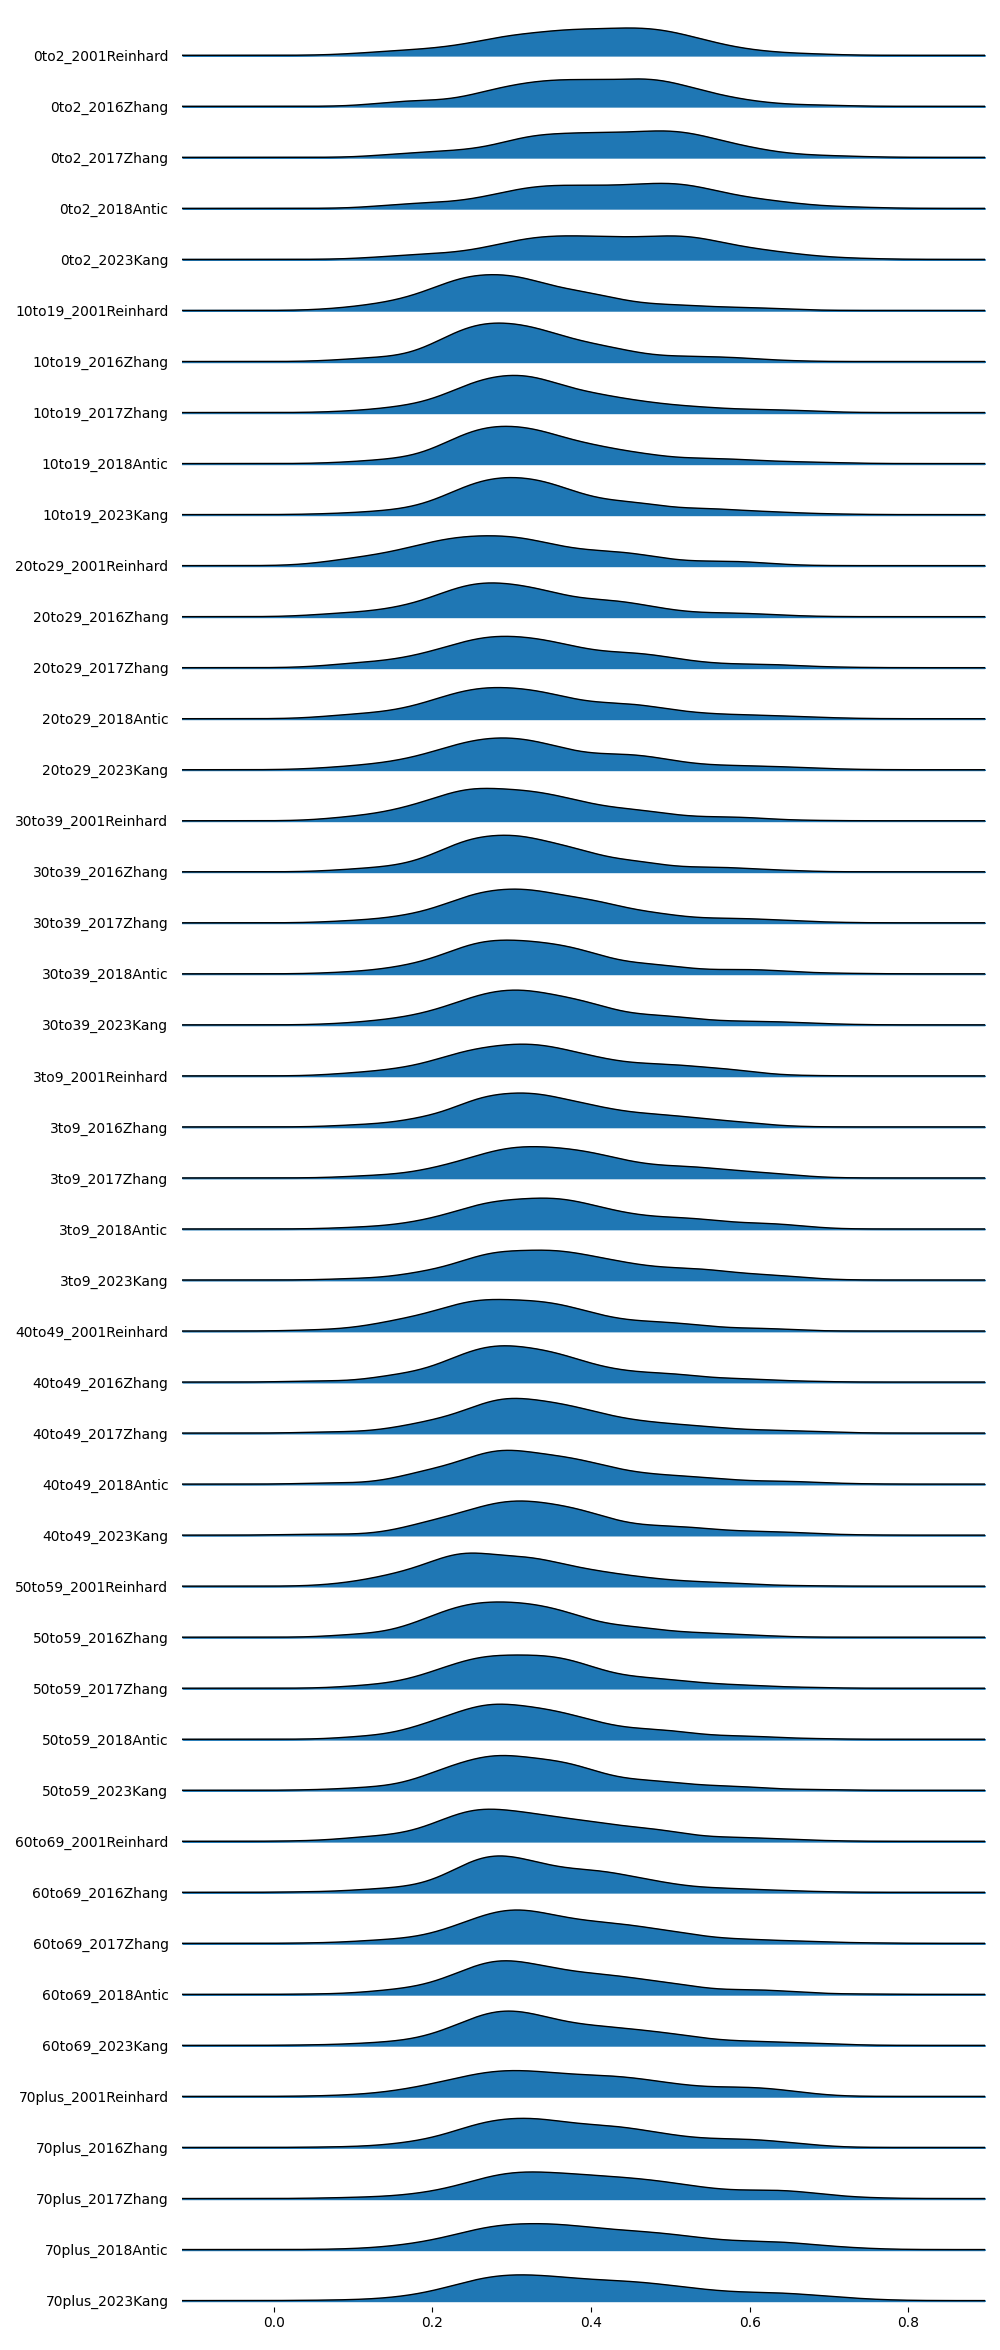 0to2_2001Reinhard
0to2_2016Zhang
0to2_2017Zhang
0to2_2018Antic
0to2_2023Kang
10to19_2001Reinhard
10to19_2016Zhang
10to19_2017Zhang
10to19_2018Antic
10to19_2023Kang
20to29_2001Reinhard
20to29_2016Zhang
20to29_2017Zhang
20to29_2018Antic
20to29_2023Kang
30to39_2001Reinhard
30to39_2016Zhang
30to39_2017Zhang
30to39_2018Antic
30to39_2023Kang
3to9_2001Reinhard
3to9_2016Zhang
3to9_2017Zhang
3to9_2018Antic
3to9_2023Kang
40to49_2001Reinhard
40to49_2016Zhang
40to49_2017Zhang
40to49_2018Antic
40to49_2023Kang
50to59_2001Reinhard
50to59_2016Zhang
50to59_2017Zhang
50to59_2018Antic
50to59_2023Kang
60to69_2001Reinhard
60to69_2016Zhang
60to69_2017Zhang
60to69_2018Antic
60to69_2023Kang
70plus_2001Reinhard
70plus_2016Zhang
70plus_2017Zhang
70plus_2018Antic
70plus_2023Kang
0.0 0.2 0.4 0.6 0.8